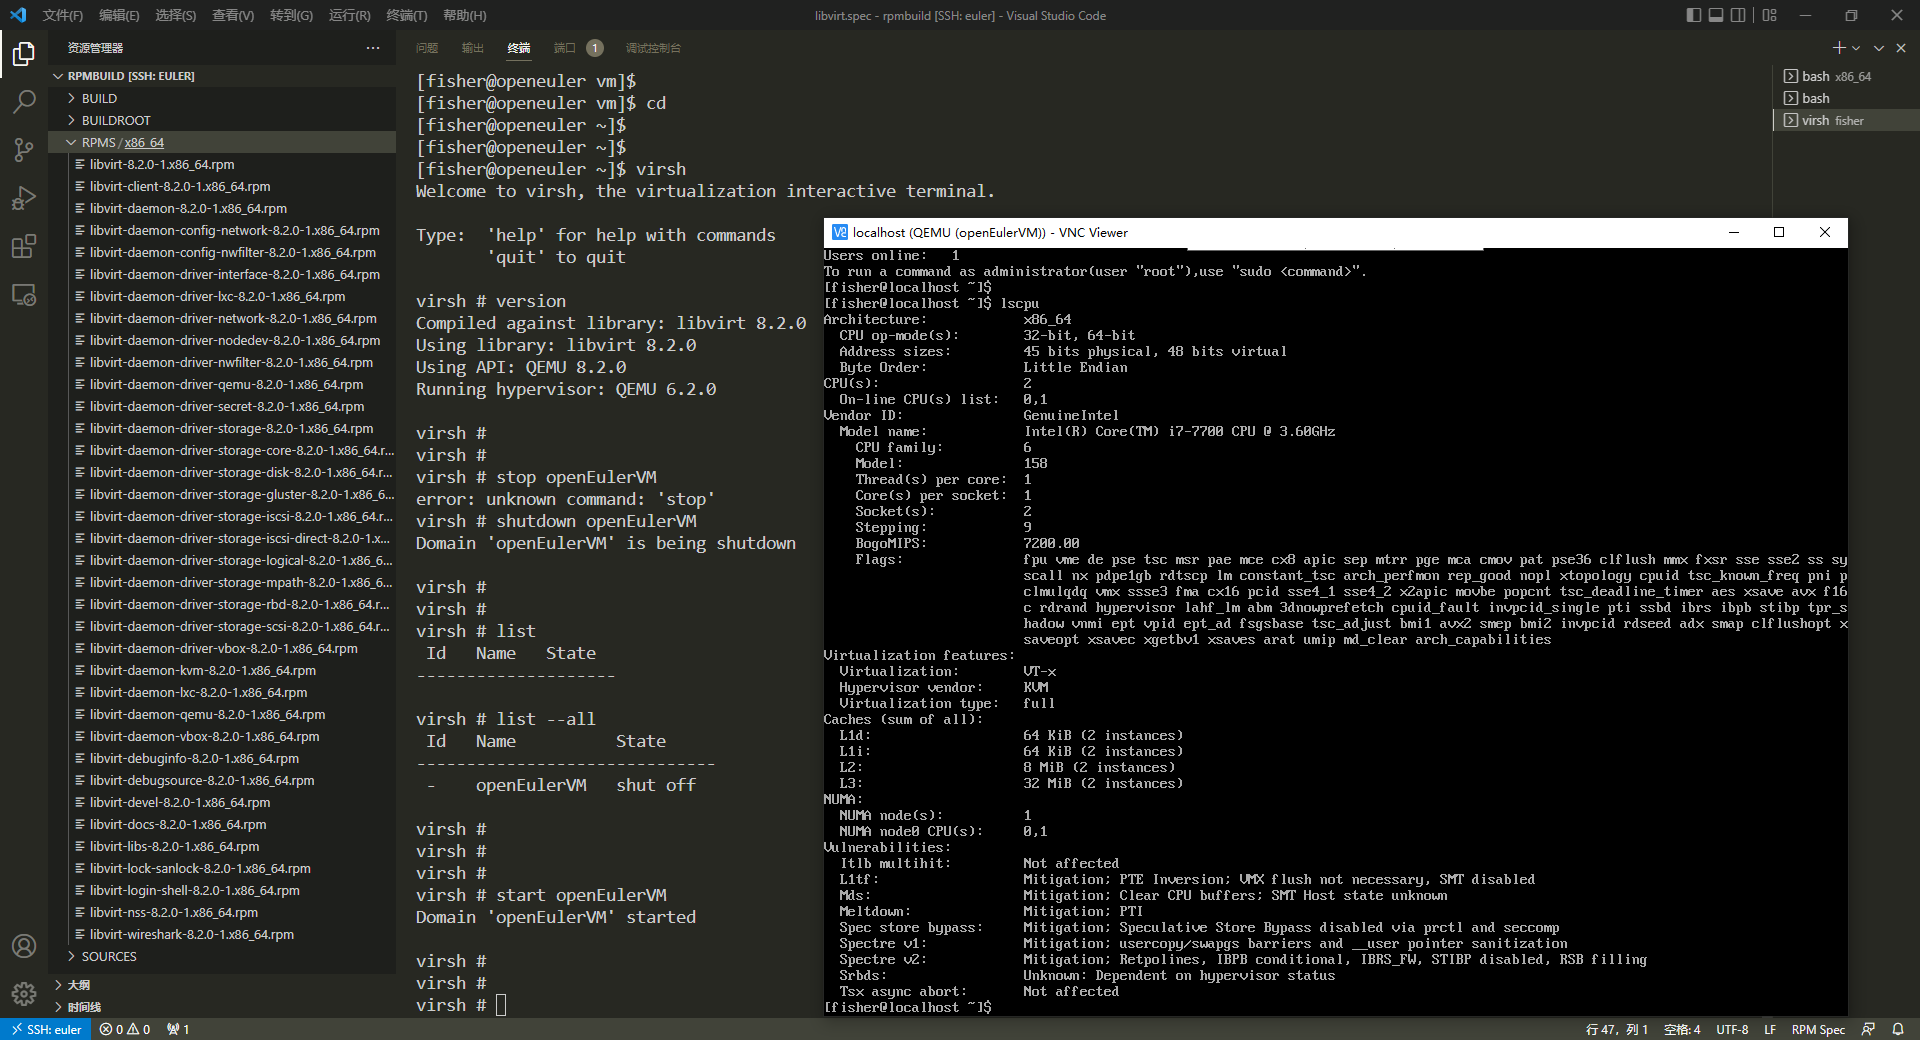 文件(F) 编辑(E) 选择(S) 查看(V) 转到(G) 运行(R) 终端(T) 帮助(H)
libvirt.spec - rpmbuild [SSH: euler] - Visual Studio Code
资源管理器
RPMBUILD [SSH: EULER]
BUILD
BUILDROOT
RPMS / x86_64
libvirt-8.2.0-1.x86_64.rpm
libvirt-client-8.2.0-1.x86_64.rpm
libvirt-daemon-8.2.0-1.x86_64.rpm
libvirt-daemon-config-network-8.2.0-1.x86_64.rpm
libvirt-daemon-config-nwfilter-8.2.0-1.x86_64.rpm
libvirt-daemon-driver-interface-8.2.0-1.x86_64.rpm
libvirt-daemon-driver-lxc-8.2.0-1.x86_64.rpm
libvirt-daemon-driver-network-8.2.0-1.x86_64.rpm
libvirt-daemon-driver-nodedev-8.2.0-1.x86_64.rpm
libvirt-daemon-driver-nwfilter-8.2.0-1.x86_64.rpm
libvirt-daemon-driver-qemu-8.2.0-1.x86_64.rpm
libvirt-daemon-driver-secret-8.2.0-1.x86_64.rpm
libvirt-daemon-driver-storage-8.2.0-1.x86_64.rpm
libvirt-daemon-driver-storage-core-8.2.0-1.x86_64.r...
libvirt-daemon-driver-storage-disk-8.2.0-1.x86_64.r...
libvirt-daemon-driver-storage-gluster-8.2.0-1.x86_6...
libvirt-daemon-driver-storage-iscsi-8.2.0-1.x86_64.r...
libvirt-daemon-driver-storage-iscsi-direct-8.2.0-1.x...
libvirt-daemon-driver-storage-logical-8.2.0-1.x86_6...
libvirt-daemon-driver-storage-mpath-8.2.0-1.x86_6...
libvirt-daemon-driver-storage-rbd-8.2.0-1.x86_64.r...
libvirt-daemon-driver-storage-scsi-8.2.0-1.x86_64.r...
libvirt-daemon-driver-vbox-8.2.0-1.x86_64.rpm
libvirt-daemon-kvm-8.2.0-1.x86_64.rpm
libvirt-daemon-lxc-8.2.0-1.x86_64.rpm
libvirt-daemon-qemu-8.2.0-1.x86_64.rpm
libvirt-daemon-vbox-8.2.0-1.x86_64.rpm
libvirt-debuginfo-8.2.0-1.x86_64.rpm
libvirt-debugsource-8.2.0-1.x86_64.rpm
libvirt-devel-8.2.0-1.x86_64.rpm
libvirt-docs-8.2.0-1.x86_64.rpm
libvirt-libs-8.2.0-1.x86_64.rpm
libvirt-lock-sanlock-8.2.0-1.x86_64.rpm
libvirt-login-shell-8.2.0-1.x86_64.rpm
libvirt-nss-8.2.0-1.x86_64.rpm
libvirt-wireshark-8.2.0-1.x86_64.rpm
SOURCES
大纲
时间线
问题 输出 终端 端口 1 调试控制台
[fisher@openeuler vm]$
[fisher@openeuler vm]$ cd
[fisher@openeuler ~]$
[fisher@openeuler ~]$
[fisher@openeuler ~]$ virsh
Welcome to virsh, the virtualization interactive terminal.
Type:  'help' for help with commands
'quit' to quit
virsh # version
Compiled against library: libvirt 8.2.0
Using library: libvirt 8.2.0
Using API: QEMU 8.2.0
Running hypervisor: QEMU 6.2.0
virsh #
virsh #
virsh # stop openEulerVM
error: unknown command: 'stop'
virsh # shutdown openEulerVM
Domain 'openEulerVM' is being shutdown
virsh #
virsh #
virsh # list
Id   Name   State
--------------------
virsh # list --all
Id   Name          State
------------------------------
-    openEulerVM   shut off
virsh #
virsh #
virsh #
virsh # start openEulerVM
Domain 'openEulerVM' started
virsh #
virsh #
virsh #
bash x86_64
bash
virsh fisher
localhost (QEMU (openEulerVM)) - VNC Viewer
Users online:   1
To run a command as administrator(user "root"),use "sudo <command>".
[fisher@localhost ~]$
[fisher@localhost ~]$ lscpu
Architecture:            x86_64
CPU op-mode(s):        32-bit, 64-bit
Address sizes:         45 bits physical, 48 bits virtual
Byte Order:            Little Endian
CPU(s):                  2
On-line CPU(s) list:   0,1
Vendor ID:               GenuineIntel
Model name:            Intel(R) Core(TM) i7-7700 CPU @ 3.60GHz
CPU family:          6
Model:               158
Thread(s) per core:  1
Core(s) per socket:  1
Socket(s):           2
Stepping:            9
BogoMIPS:            7200.00
Flags:               fpu vme de pse tsc msr pae mce cx8 apic sep mtrr pge mca cmov pat pse36 clflush mmx fxsr sse sse2 ss sy
scall nx pdpe1gb rdtscp lm constant_tsc arch_perfmon rep_good nopl xtopology cpuid tsc_known_freq pni p
clmulqdq vmx ssse3 fma cx16 pcid sse4_1 sse4_2 x2apic movbe popcnt tsc_deadline_timer aes xsave avx f16
c rdrand hypervisor lahf_lm abm 3dnowprefetch cpuid_fault invpcid_single pti ssbd ibrs ibpb stibp tpr_s
hadow vnmi ept vpid ept_ad fsgsbase tsc_adjust bmi1 avx2 smep bmi2 invpcid rdseed adx smap clflushopt x
saveopt xsavec xgetbv1 xsaves arat umip md_clear arch_capabilities
Virtualization features:
Virtualization:        VT-x
Hypervisor vendor:     KVM
Virtualization type:   full
Caches (sum of all):
L1d:                   64 KiB (2 instances)
L1i:                   64 KiB (2 instances)
L2:                    8 MiB (2 instances)
L3:                    32 MiB (2 instances)
NUMA:
NUMA node(s):          1
NUMA node0 CPU(s):     0,1
Vulnerabilities:
Itlb multihit:         Not affected
L1tf:                  Mitigation; PTE Inversion; VMX flush not necessary, SMT disabled
Mds:                   Mitigation; Clear CPU buffers; SMT Host state unknown
Meltdown:              Mitigation; PTI
Spec store bypass:     Mitigation; Speculative Store Bypass disabled via prctl and seccomp
Spectre v1:            Mitigation; usercopy/swapgs barriers and __user pointer sanitization
Spectre v2:            Mitigation; Retpolines, IBPB conditional, IBRS_FW, STIBP disabled, RSB filling
Srbds:                 Unknown: Dependent on hypervisor status
Tsx async abort:       Not affected
[fisher@localhost ~]$
SSH: euler 0 0 1
行 47，列 1 空格: 4 UTF-8 LF RPM Spec